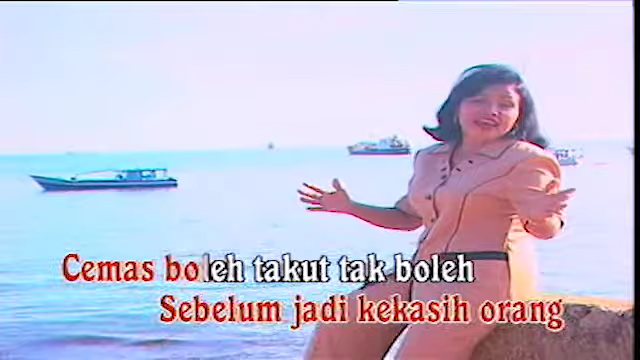 Cemas boleh takut tak boleh
Sebelum jadi kekasih orang